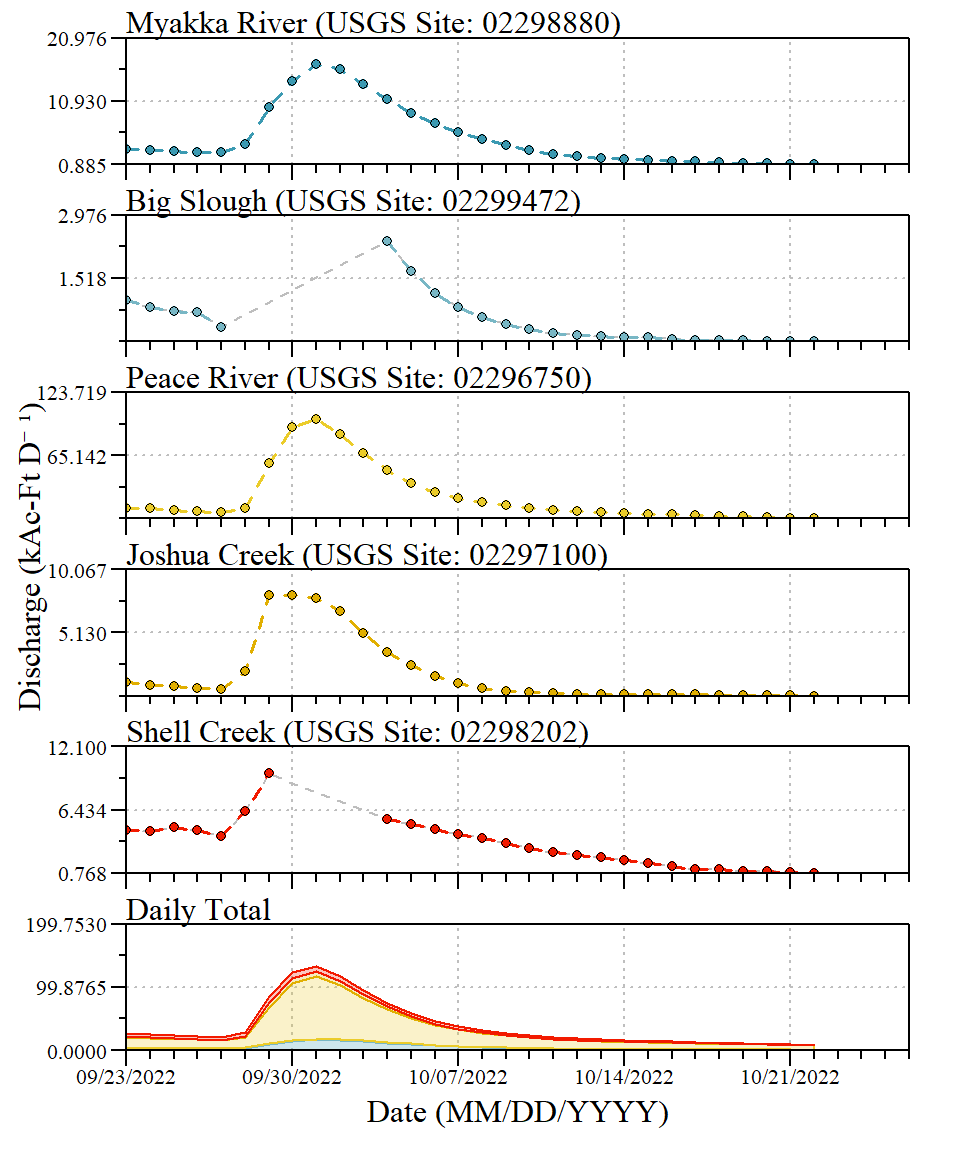 Myakka River (USGS Site: 02298880)
20.976
10.930
0.885
Big Slough (USGS Site: 02299472)
2.976
1.518
Peace River (USGS Site: 02296750)
123.719
65.142
Discharge (kAc-Ft D⁻¹)
Joshua Creek (USGS Site: 02297100)
10.067
5.130
Shell Creek (USGS Site: 02298202)
12.100
6.434
0.768
Daily Total
199.7530
99.8765
0.0000
09/23/2022 09/30/2022 10/07/2022 10/14/2022 10/21/2022
Date (MM/DD/YYYY)